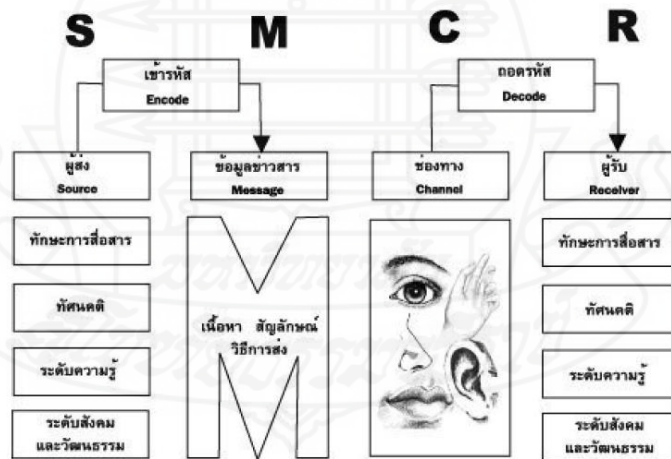 S M C R
เข้ารหัส
Encode
ถอดรหัส
Decode
ผู้ส่ง
Source
ข้อมูลข่าวสาร
Message
ช่องทาง
Channel
ผู้รับ
Receiver
ทักษะการสื่อสาร
ทัศนคติ
ระดับความรู้
ระดับสังคม
และวัฒนธรรม
เนื้อหา สัญลักษณ์
วิธีการส่ง
ทักษะการสื่อสาร
ทัศนคติ
ระดับความรู้
ระดับสังคม
และวัฒนธรรม